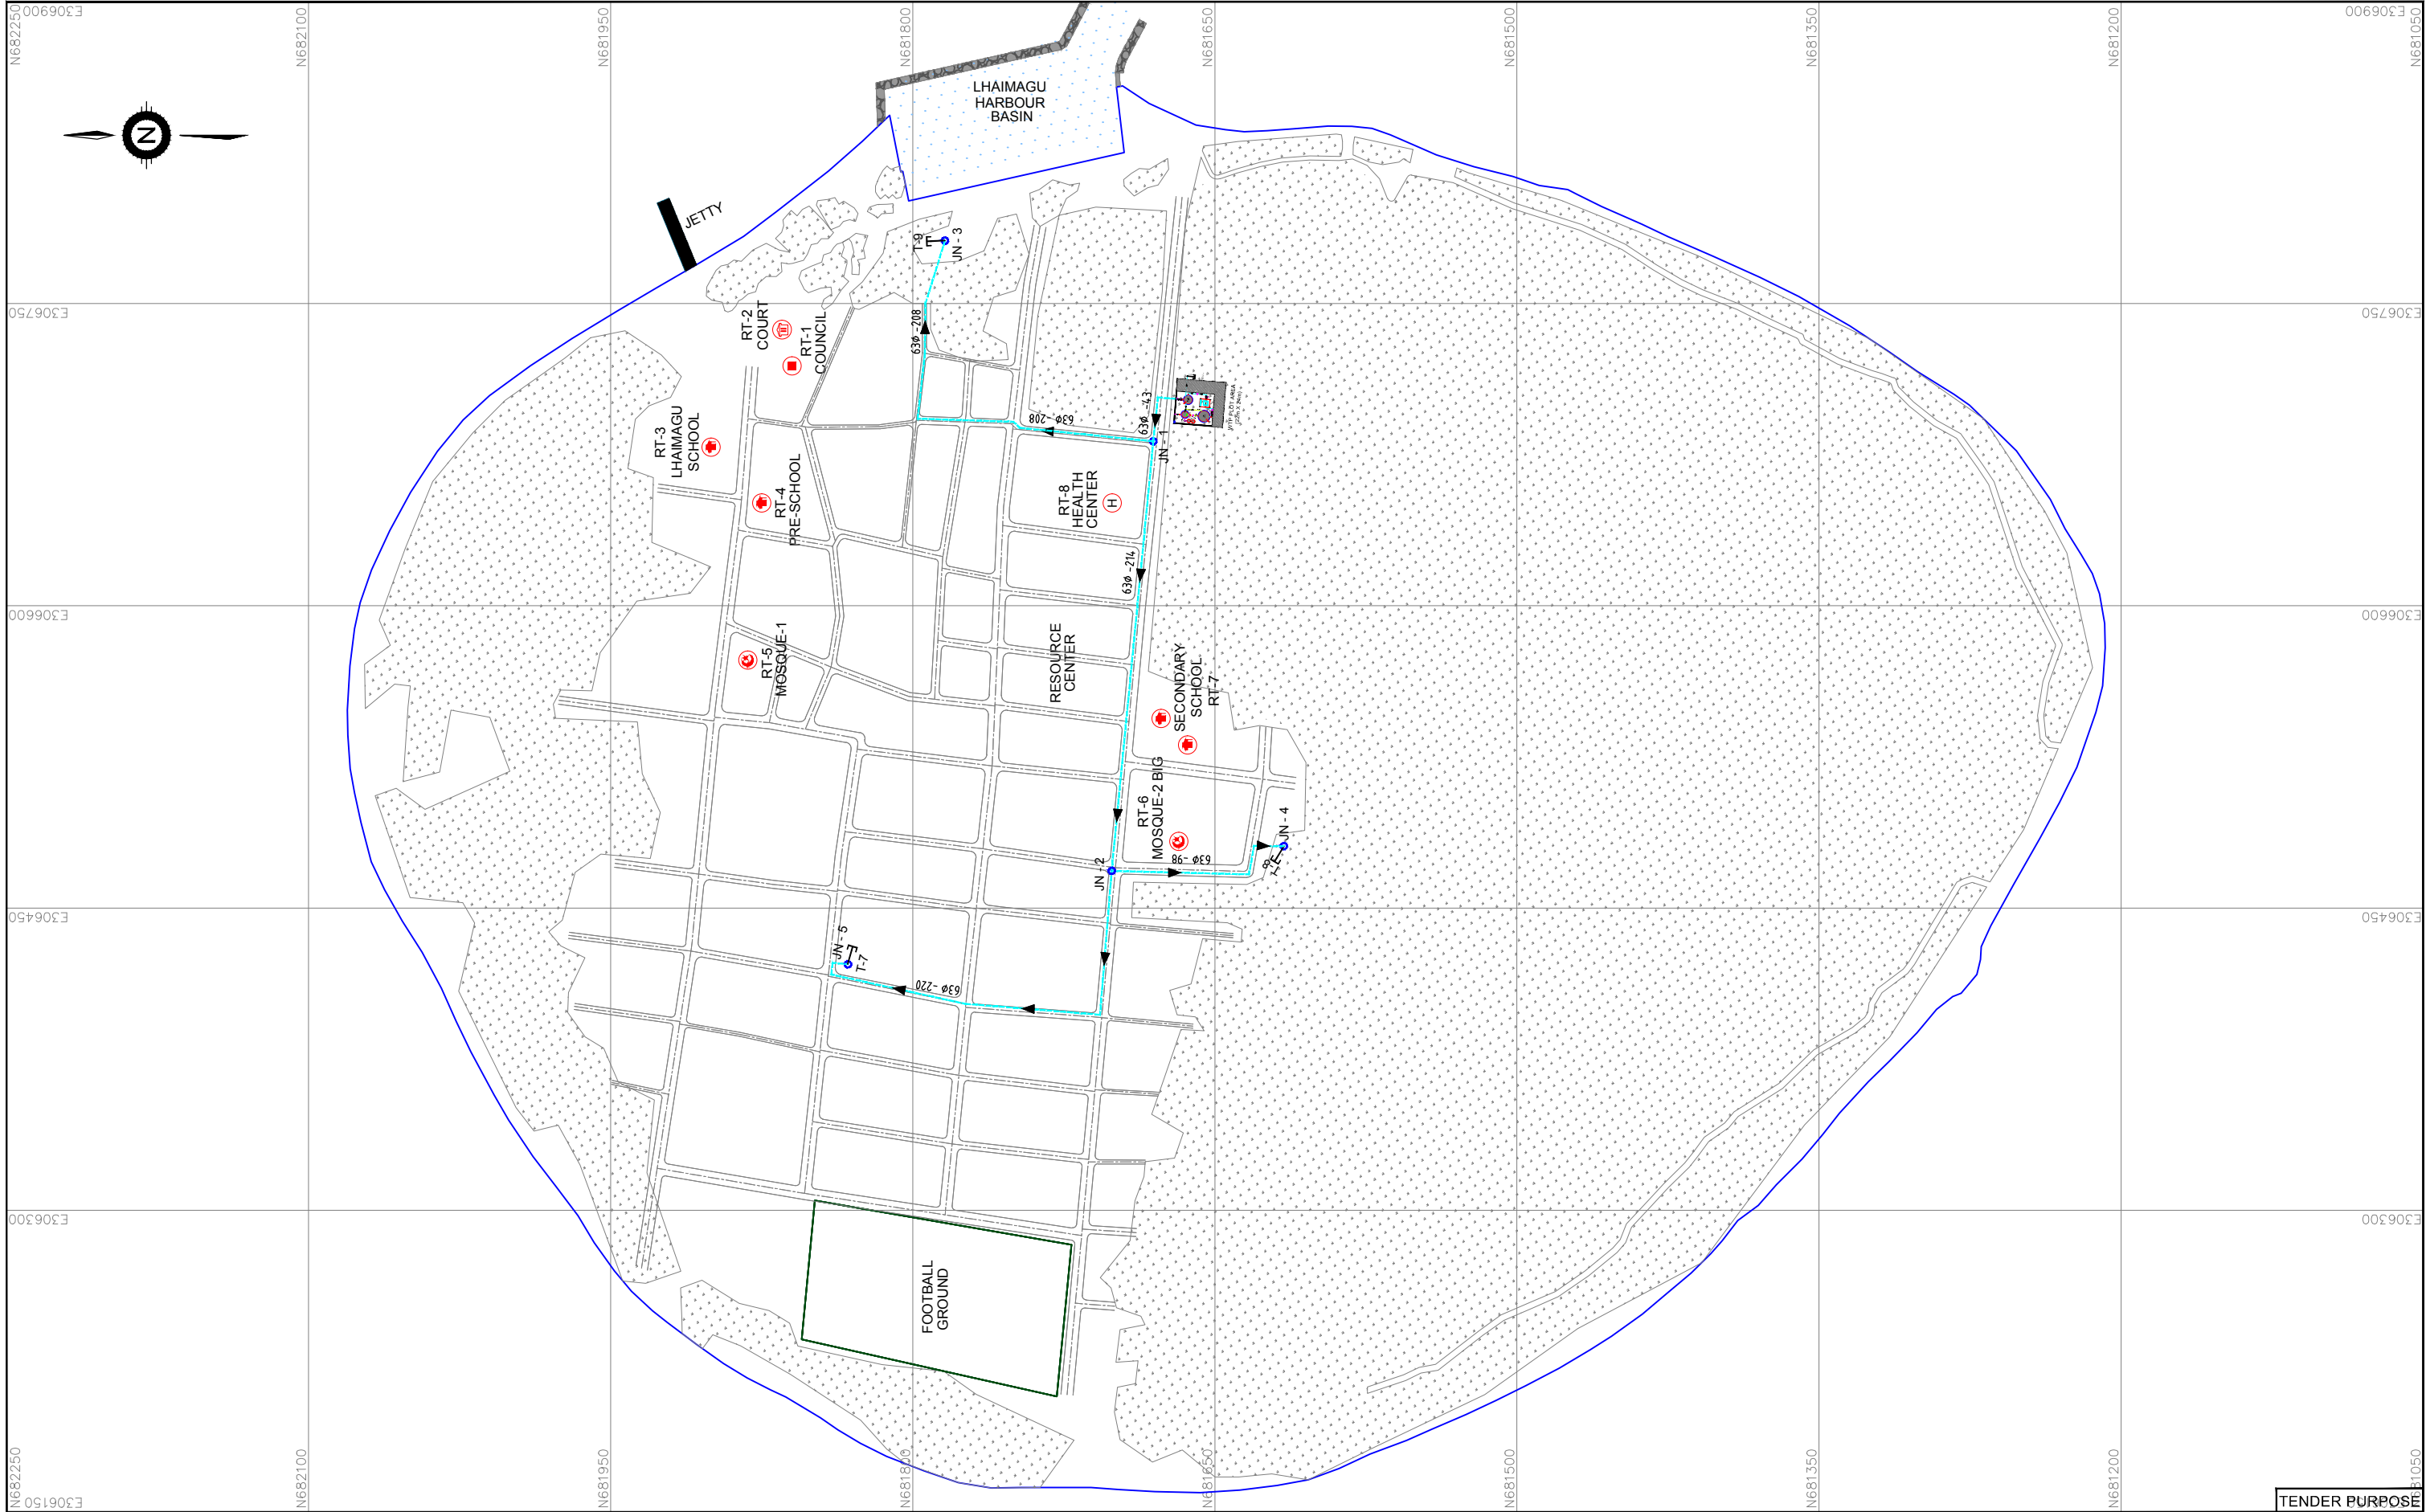 N682250
E306900
N682100
N681950
N681800
N681650
N681500
N681350
N681200
E306900
N681050
N
LHAIMAGU
HARBOUR
BASIN
JETTY
T-9
JN - 3
E306750
E306750
RT-2
COURT
RT-1
COUNCIL
63Ø -208
RT-3
LHAIMAGU
SCHOOL
63Ø -208
63Ø -43
JN - 1
RT-4
PRE-SCHOOL
RT-8
HEALTH
CENTER
H
63Ø -214
E306600
E306600
RT-5
MOSQUE-1
RESOURCE
CENTER
SECONDARY
SCHOOL
RT-7
RT-6
MOSQUE-2 BIG
JN - 2
63Ø -98
JN - 4
T-8
E306450
E306450
JN - 5
T-7
63Ø -220
E306300
E306300
FOOTBALL
GROUND
N682250
E306150
N682100
N681950
N681800
N681650
N681500
N681350
N681200
N681050
TENDER PURPOSE